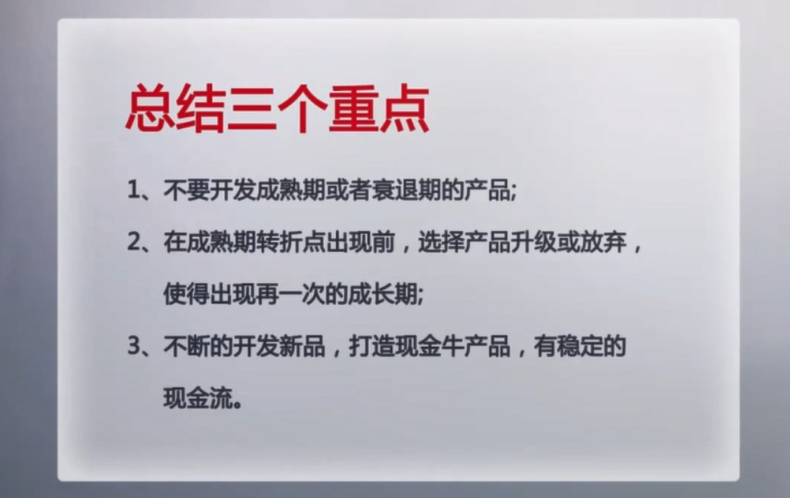 总结三个重点
1、不要开发成熟期或者衰退期的产品;
2、在成熟期转折点出现前，选择产品升级或放弃，
使得出现再一次的成长期;
3、不断的开发新品，打造现金牛产品，有稳定的
现金流。